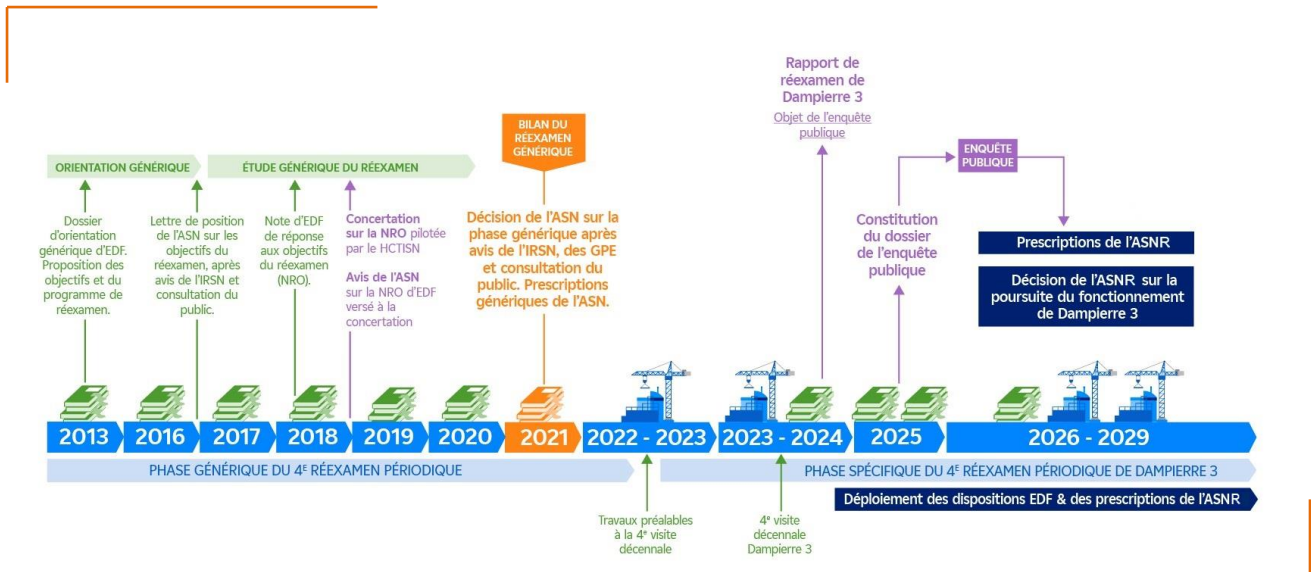 Rapport de
réexamen de
Dampierre 3
Objet de l'enquête
publique
BILAN DU
RÉEXAMEN
GÉNÉRIQUE
ENQUÊTE
PUBLIQUE
ORIENTATION GÉNÉRIQUE
ÉTUDE GÉNÉRIQUE DU RÉEXAMEN
Dossier
d'orientation
générique d'EDF.
Proposition des
objectifs et du
programme de
réexamen.
Lettre de position
de l'ASN sur les
objectifs du
réexamen, après
avis de l'IRSN et
consultation du
public.
Note d'EDF
de réponse
aux objectifs
du réexamen
(NRO).
Concertation
sur la NRO pilotée
par le HCTISN
Avis de l'ASN
sur la NRO d'EDF
versé à la
concertation
Décision de l'ASN sur la
phase générique après
avis de l'IRSN, des GPE
et consultation du
public. Prescriptions
génériques de l'ASN.
Constitution
du dossier
de l'enquête
publique
Prescriptions de l'ASNR
Décision de l'ASNR sur la
poursuite du fonctionnement
de Dampierre 3
2013
2016
2017
2018
2019
2020
2021
2022 - 2023
2023 - 2024
2025
2026 - 2029
PHASE GÉNÉRIQUE DU 4E RÉEXAMEN PÉRIODIQUE
PHASE SPÉCIFIQUE DU 4E RÉEXAMEN PÉRIODIQUE DE DAMPIERRE 3
Déploiement des dispositions EDF & des prescriptions de l'ASNR
Travaux préalables
à la 4e visite
décennale
4e visite
décennale
Dampierre 3